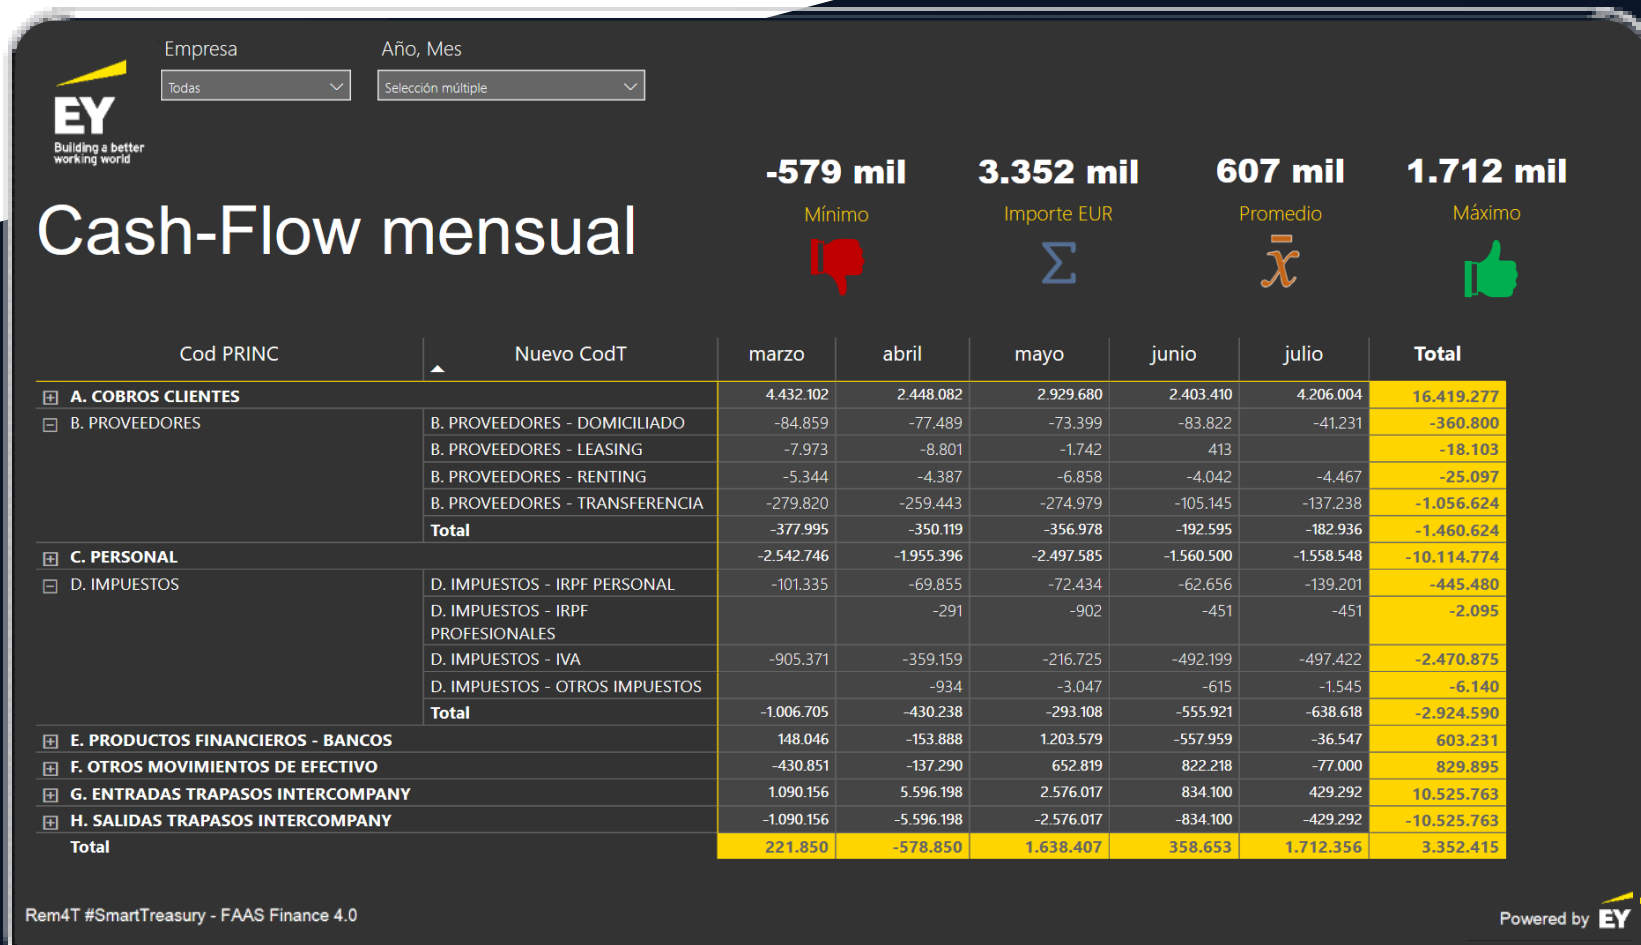 Empresa Año, Mes
Todas Selección múltiple
EY
Building a better
working world
-579 mil 3.352 mil 607 mil 1.712 mil
Mínimo Importe EUR Promedio Máximo
Cash-Flow mensual
Σ x̄
Cod PRINC Nuevo CodT marzo abril mayo junio julio Total
A. COBROS CLIENTES 4.432.102 2.448.082 2.929.680 2.403.410 4.206.004 16.419.277
B. PROVEEDORES B. PROVEEDORES - DOMICILIADO -84.859 -77.489 -73.399 -83.822 -41.231 -360.800
B. PROVEEDORES - LEASING -7.973 -8.801 -1.742 413 -18.103
B. PROVEEDORES - RENTING -5.344 -4.387 -6.858 -4.042 -4.467 -25.097
B. PROVEEDORES - TRANSFERENCIA -279.820 -259.443 -274.979 -105.145 -137.238 -1.056.624
Total -377.995 -350.119 -356.978 -192.595 -182.936 -1.460.624
C. PERSONAL -2.542.746 -1.955.396 -2.497.585 -1.560.500 -1.558.548 -10.114.774
D. IMPUESTOS D. IMPUESTOS - IRPF PERSONAL -101.335 -69.855 -72.434 -62.656 -139.201 -445.480
D. IMPUESTOS - IRPF -291 -902 -451 -451 -2.095
PROFESIONALES
D. IMPUESTOS - IVA -905.371 -359.159 -216.725 -492.199 -497.422 -2.470.875
D. IMPUESTOS - OTROS IMPUESTOS -934 -3.047 -615 -1.545 -6.140
Total -1.006.705 -430.238 -293.108 -555.921 -638.618 -2.924.590
E. PRODUCTOS FINANCIEROS - BANCOS 148.046 -153.888 1.203.579 -557.959 -36.547 603.231
F. OTROS MOVIMIENTOS DE EFECTIVO -430.851 -137.290 652.819 822.218 -77.000 829.895
G. ENTRADAS TRAPASOS INTERCOMPANY 1.090.156 5.596.198 2.576.017 834.100 429.292 10.525.763
H. SALIDAS TRAPASOS INTERCOMPANY -1.090.156 -5.596.198 -2.576.017 -834.100 -429.292 -10.525.763
Total 221.850 -578.850 1.638.407 358.653 1.712.356 3.352.415
Rem4T #SmartTreasury - FAAS Finance 4.0
Powered by EY